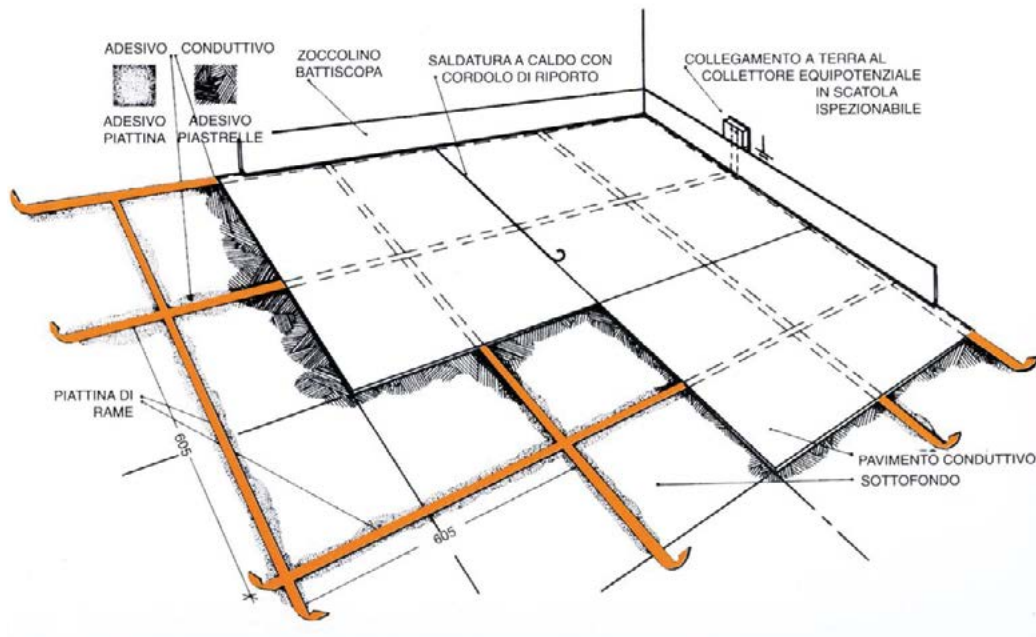 ADESIVO CONDUTTIVO
ADESIVO
PIATTINA
ADESIVO
PIASTRELLE
ZOCCOLINO
BATTISCOPA
SALDATURA A CALDO CON
CORDOLO DI RIPORTO
COLLEGAMENTO A TERRA AL
COLLETTORE EQUIPOTENZIALE
IN SCATOLA
ISPEZIONABILE
PIATTINA DI
RAME
605
605
PAVIMENTO CONDUTTIVO
SOTTOFONDO